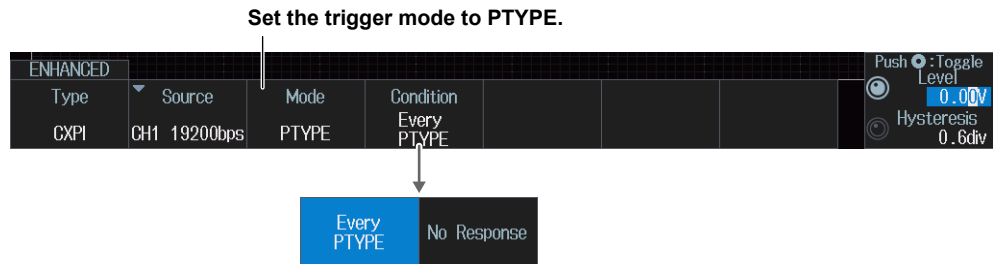 Set the trigger mode to PTYPE.
ENHANCED
Type
CXPI
Source
CH1 19200bps
Mode
PTYPE
Condition
Every
PTYPE
Push :Toggle
Level
0.00V
Hysteresis
0.6div
Every
PTYPE
No Response